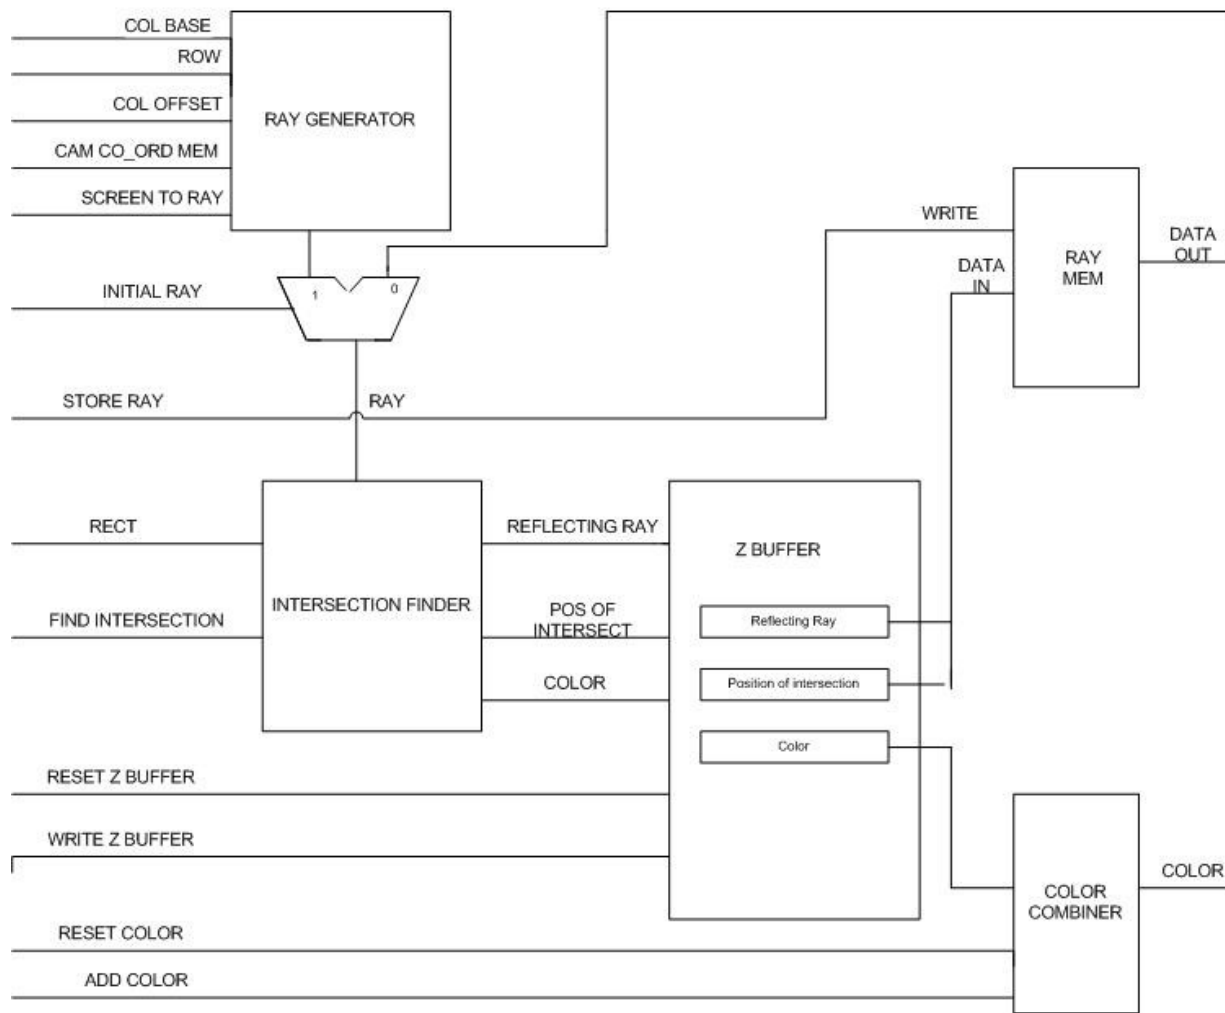 COL BASE
ROW
COL OFFSET
CAM CO_ORD MEM
SCREEN TO RAY
RAY GENERATOR
INITIAL RAY
1
0
STORE RAY
RAY
WRITE
DATA
IN
RAY
MEM
DATA
OUT
RECT
FIND INTERSECTION
INTERSECTION FINDER
REFLECTING RAY
POS OF
INTERSECT
COLOR
Z BUFFER
Reflecting Ray
Position of intersection
Color
RESET Z BUFFER
WRITE Z BUFFER
RESET COLOR
ADD COLOR
COLOR
COMBINER
COLOR